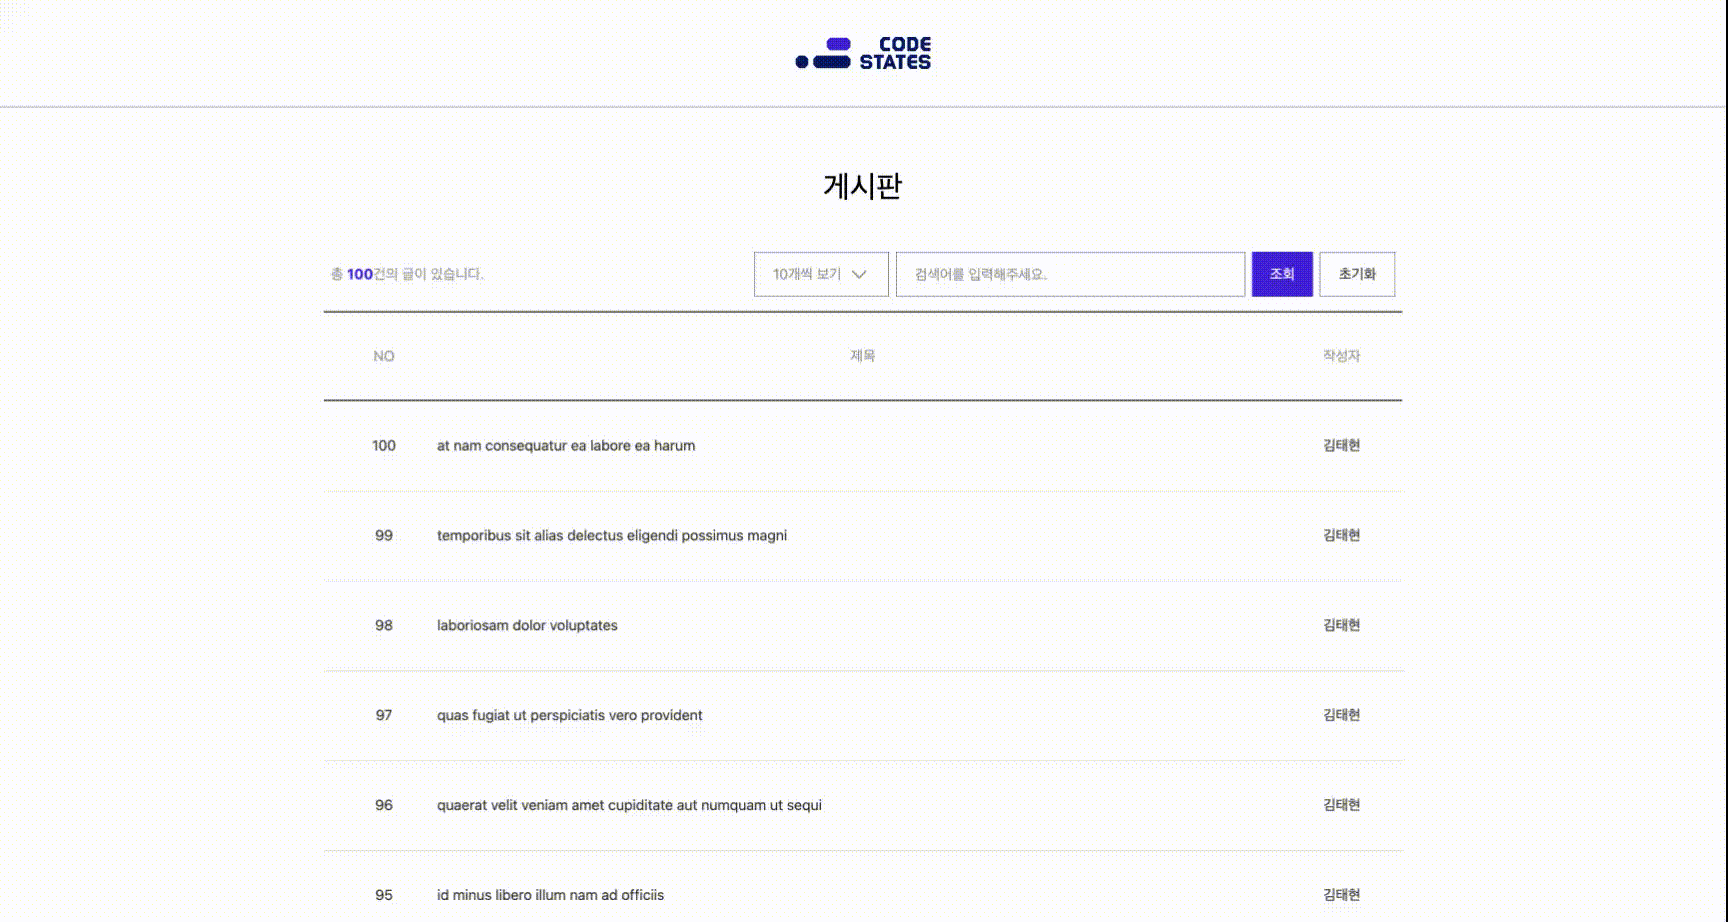 CODE
STATES
게시판
총 100건의 글이 있습니다.
10개씩 보기
검색어를 입력해주세요.
조회
초기화
NO 제목 작성자
100 at nam consequatur ea labore ea harum 김태현
99 temporibus sit alias delectus eligendi possimus magni 김태현
98 laboriosam dolor voluptates 김태현
97 quas fugiat ut perspiciatis vero provident 김태현
96 quaerat velit veniam amet cupiditate aut numquam ut sequi 김태현
95 id minus libero illum nam ad officiis 김태현